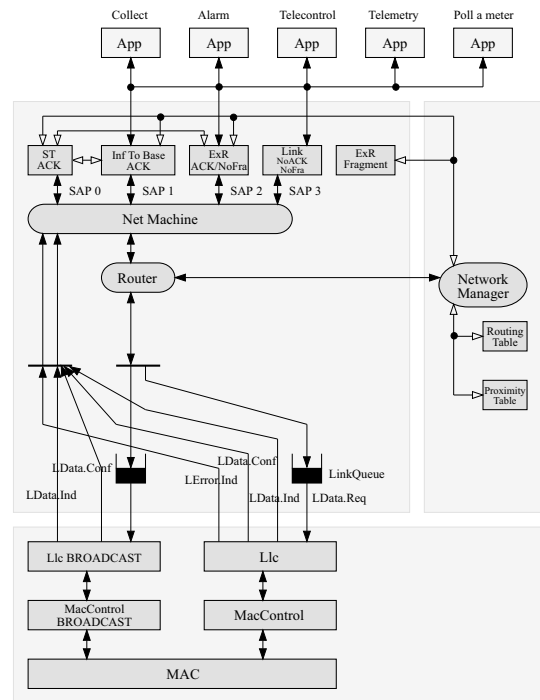 Collect
Alarm
Telecontrol
Telemetry
Poll a meter
App
App
App
App
App
ST
ACK
Inf To Base
ACK
ExR
ACK/NoFra
Link
NoACK
NoFra
ExR
Fragment
SAP 0
SAP 1
SAP 2
SAP 3
Net Machine
Router
Network
Manager
Routing
Table
Proximity
Table
LData.Conf
LData.Ind
LData.Conf
LError.Ind
LData.Ind
LinkQueue
LData.Req
Llc BROADCAST
Llc
MacControl
BROADCAST
MacControl
MAC